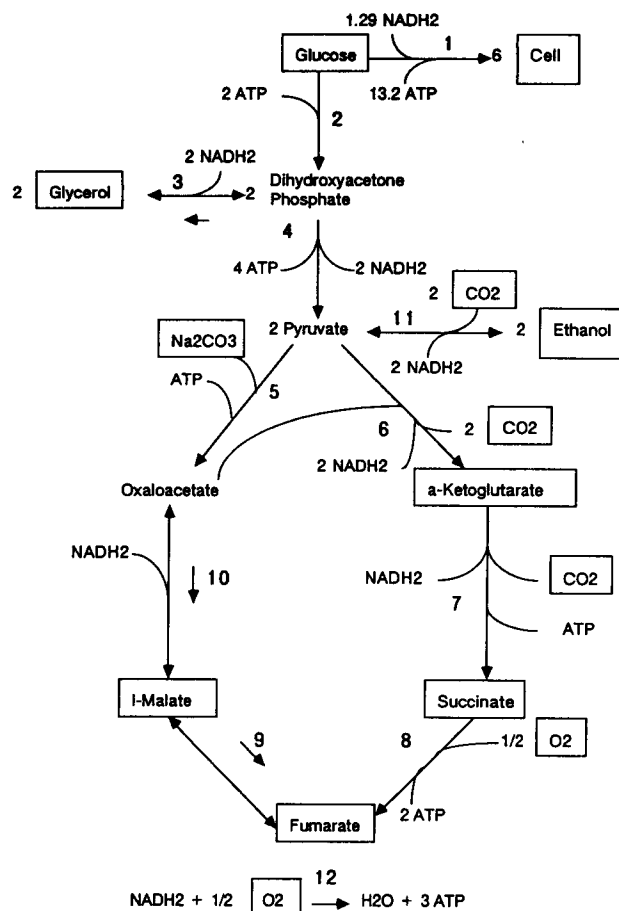 1.29 NADH2
1
Glucose
6 Cell
2 ATP
13.2 ATP
2
2 NADH2
3
2 Glycerol
2 Dihydroxyacetone
Phosphate
4
4 ATP
2 NADH2
2 CO2
11
2 Pyruvate
2 Ethanol
Na2CO3
2 NADH2
ATP
5
6
2 CO2
2 NADH2
Oxaloacetate
a-Ketoglutarate
NADH2
10
NADH2
CO2
7
ATP
l-Malate
Succinate
9
8
1/2 O2
2 ATP
Fumarate
12
NADH2 + 1/2 O2 H2O + 3 ATP